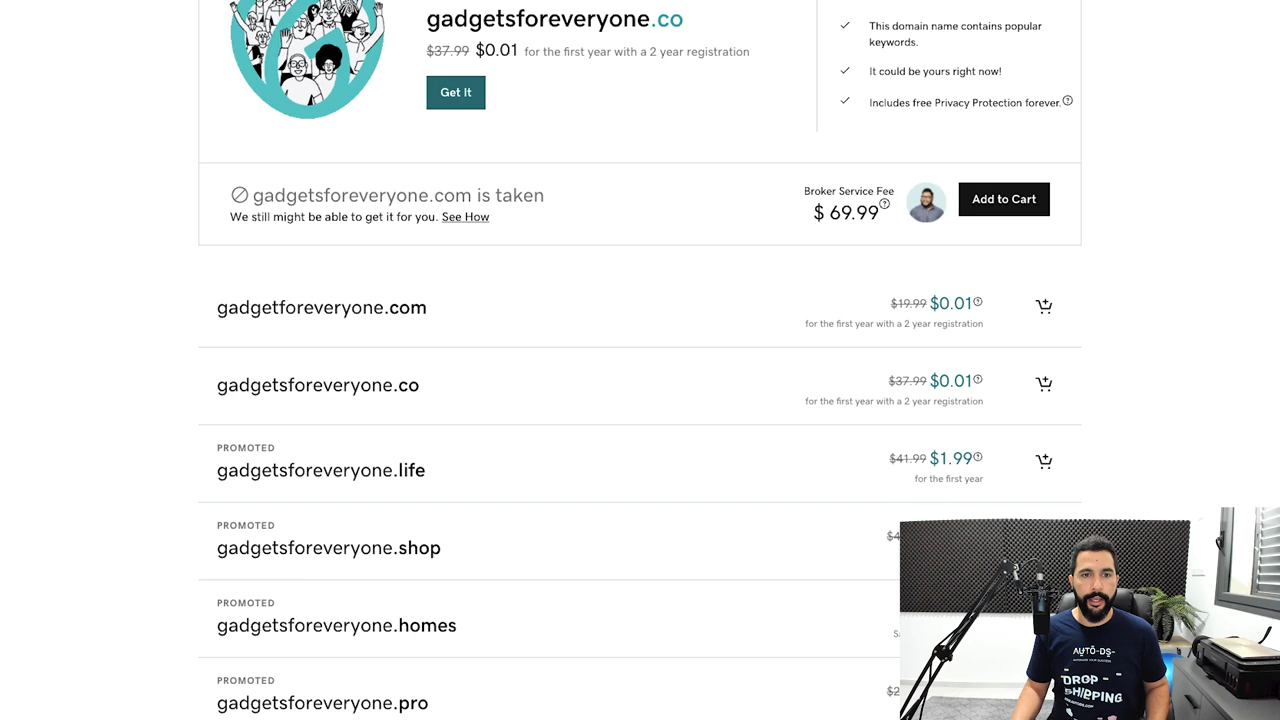 gadgetsforeveryone.co
$37.99 $0.01 for the first year with a 2 year registration
Get It
This domain name contains popular
keywords.
It could be yours right now!
Includes free Privacy Protection forever.
gadgetsforeveryone.com is taken
We still might be able to get it for you. See How
Broker Service Fee
$ 69.99
Add to Cart
gadgetforeveryone.com
$19.99 $0.01
for the first year with a 2 year registration
gadgetsforeveryone.co
$37.99 $0.01
for the first year with a 2 year registration
PROMOTED
gadgetsforeveryone.life
$41.99 $1.99
for the first year
PROMOTED
gadgetsforeveryone.shop
PROMOTED
gadgetsforeveryone.homes
PROMOTED
gadgetsforeveryone.pro
AUTO-DS-
AUTOMATE YOUR SUCCESS
DROP
SHIPPING